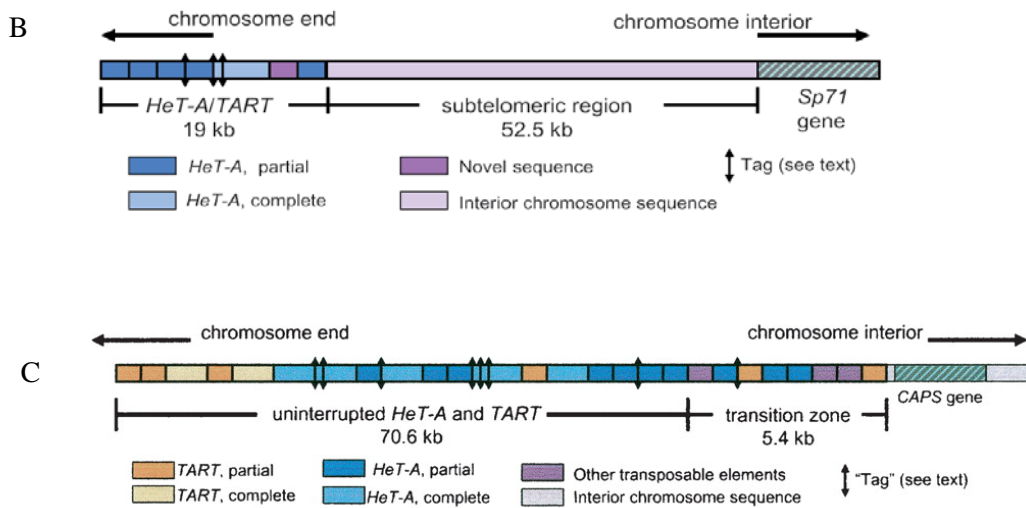 B
chromosome end
chromosome interior
HeT-A/TART
19 kb
subtelomeric region
52.5 kb
Sp71
gene
HeT-A, partial
Novel sequence
Tag (see text)
HeT-A, complete
Interior chromosome sequence
C
chromosome end
chromosome interior
CAPS gene
uninterrupted HeT-A and TART
70.6 kb
transition zone
5.4 kb
TART, partial
HeT-A, partial
Other transposable elements
"Tag" (see text)
TART, complete
HeT-A, complete
Interior chromosome sequence